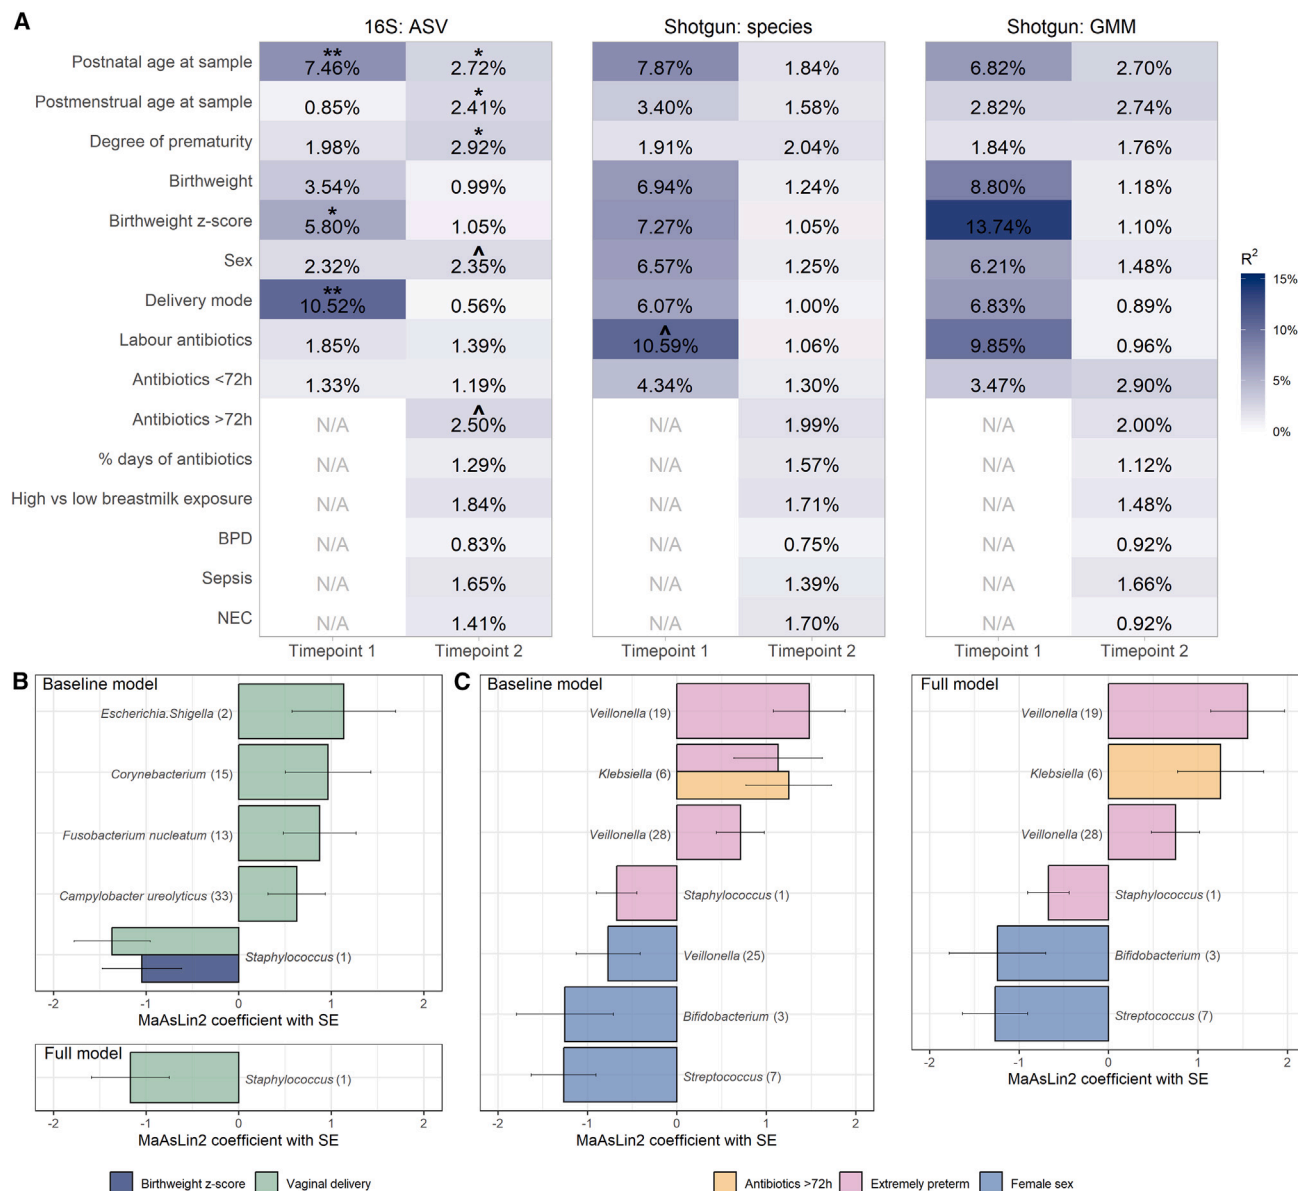 A
16S: ASV Shotgun: species Shotgun: GMM
Postnatal age at sample ** 7.46% * 2.72% 7.87% 1.84% 6.82% 2.70%
Postmenstrual age at sample 0.85% * 2.41% 3.40% 1.58% 2.82% 2.74%
Degree of prematurity 1.98% * 2.92% 1.91% 2.04% 1.84% 1.76%
Birthweight 3.54% 0.99% 6.94% 1.24% 8.80% 1.18%
Birthweight z-score * 5.80% 1.05% 7.27% 1.05% 13.74% 1.10%
Sex 2.32% ^ 2.35% 6.57% 1.25% 6.21% 1.48%
Delivery mode ** 10.52% 0.56% 6.07% 1.00% 6.83% 0.89%
Labour antibiotics 1.85% 1.39% ^ 10.59% 1.06% 9.85% 0.96%
Antibiotics <72h 1.33% 1.19% 4.34% 1.30% 3.47% 2.90%
Antibiotics >72h N/A ^ 2.50% N/A 1.99% N/A 2.00%
% days of antibiotics N/A 1.29% N/A 1.57% N/A 1.12%
High vs low breastmilk exposure N/A 1.84% N/A 1.71% N/A 1.48%
BPD N/A 0.83% N/A 0.75% N/A 0.92%
Sepsis N/A 1.65% N/A 1.39% N/A 1.66%
NEC N/A 1.41% N/A 1.70% N/A 0.92%
Timepoint 1 Timepoint 2 Timepoint 1 Timepoint 2 Timepoint 1 Timepoint 2
R2
15%
10%
5%
0%
B
Baseline model
Escherichia.Shigella (2)
Corynebacterium (15)
Fusobacterium nucleatum (13)
Campylobacter ureolyticus (33)
Staphylococcus (1)
-2 -1 0 1 2
MaAsLin2 coefficient with SE
Full model
Staphylococcus (1)
-2 -1 0 1 2
MaAsLin2 coefficient with SE
Birthweight z-score Vaginal delivery
C
Baseline model
Veillonella (19)
Klebsiella (6)
Veillonella (28)
Staphylococcus (1)
Veillonella (25)
Bifidobacterium (3)
Streptococcus (7)
-2 -1 0 1 2
MaAsLin2 coefficient with SE
Full model
Veillonella (19)
Klebsiella (6)
Veillonella (28)
Staphylococcus (1)
Bifidobacterium (3)
Streptococcus (7)
-2 -1 0 1 2
MaAsLin2 coefficient with SE
Antibiotics >72h Extremely preterm Female sex